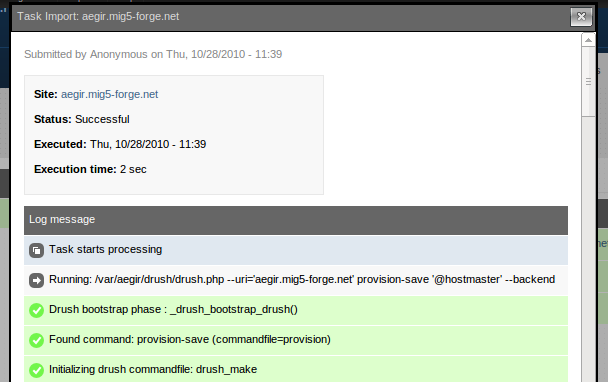 Task Import: aegir.mig5-forge.net
Submitted by Anonymous on Thu, 10/28/2010 - 11:39
Site: aegir.mig5-forge.net
Status: Successful
Executed: Thu, 10/28/2010 - 11:39
Execution time: 2 sec
Log message
Task starts processing
Running: /var/aegir/drush/drush.php --uri='aegir.mig5-forge.net' provision-save '@hostmaster' --backend
Drush bootstrap phase : _drush_bootstrap_drush()
Found command: provision-save (commandfile=provision)
Initializing drush commandfile: drush_make